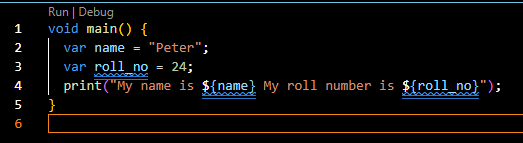 Run | Debug
1 void main() {
2 var name = "Peter";
3 var roll_no = 24;
4 print("My name is ${name} My roll number is ${roll_no}");
5 }
6